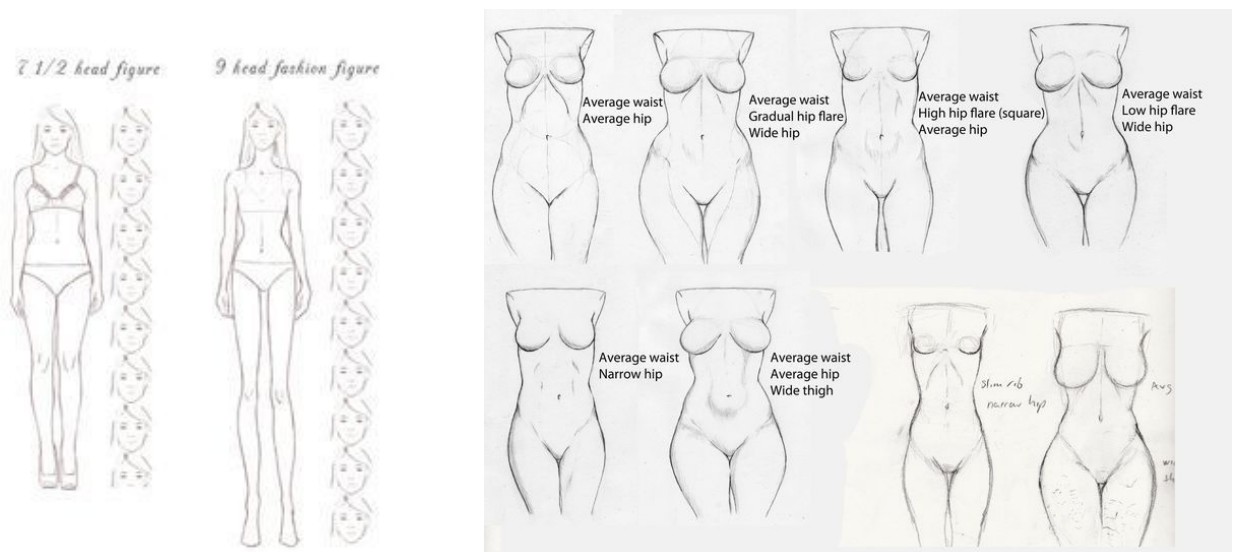 7 1/2 head figure
9 head fashion figure
Average waist
Average hip
Average waist
Gradual hip flare
Wide hip
Average waist
High hip flare (square)
Average hip
Average waist
Low hip flare
Wide hip
Average waist
Narrow hip
Average waist
Average hip
Wide thigh
slim rib
narrow hip
Avg